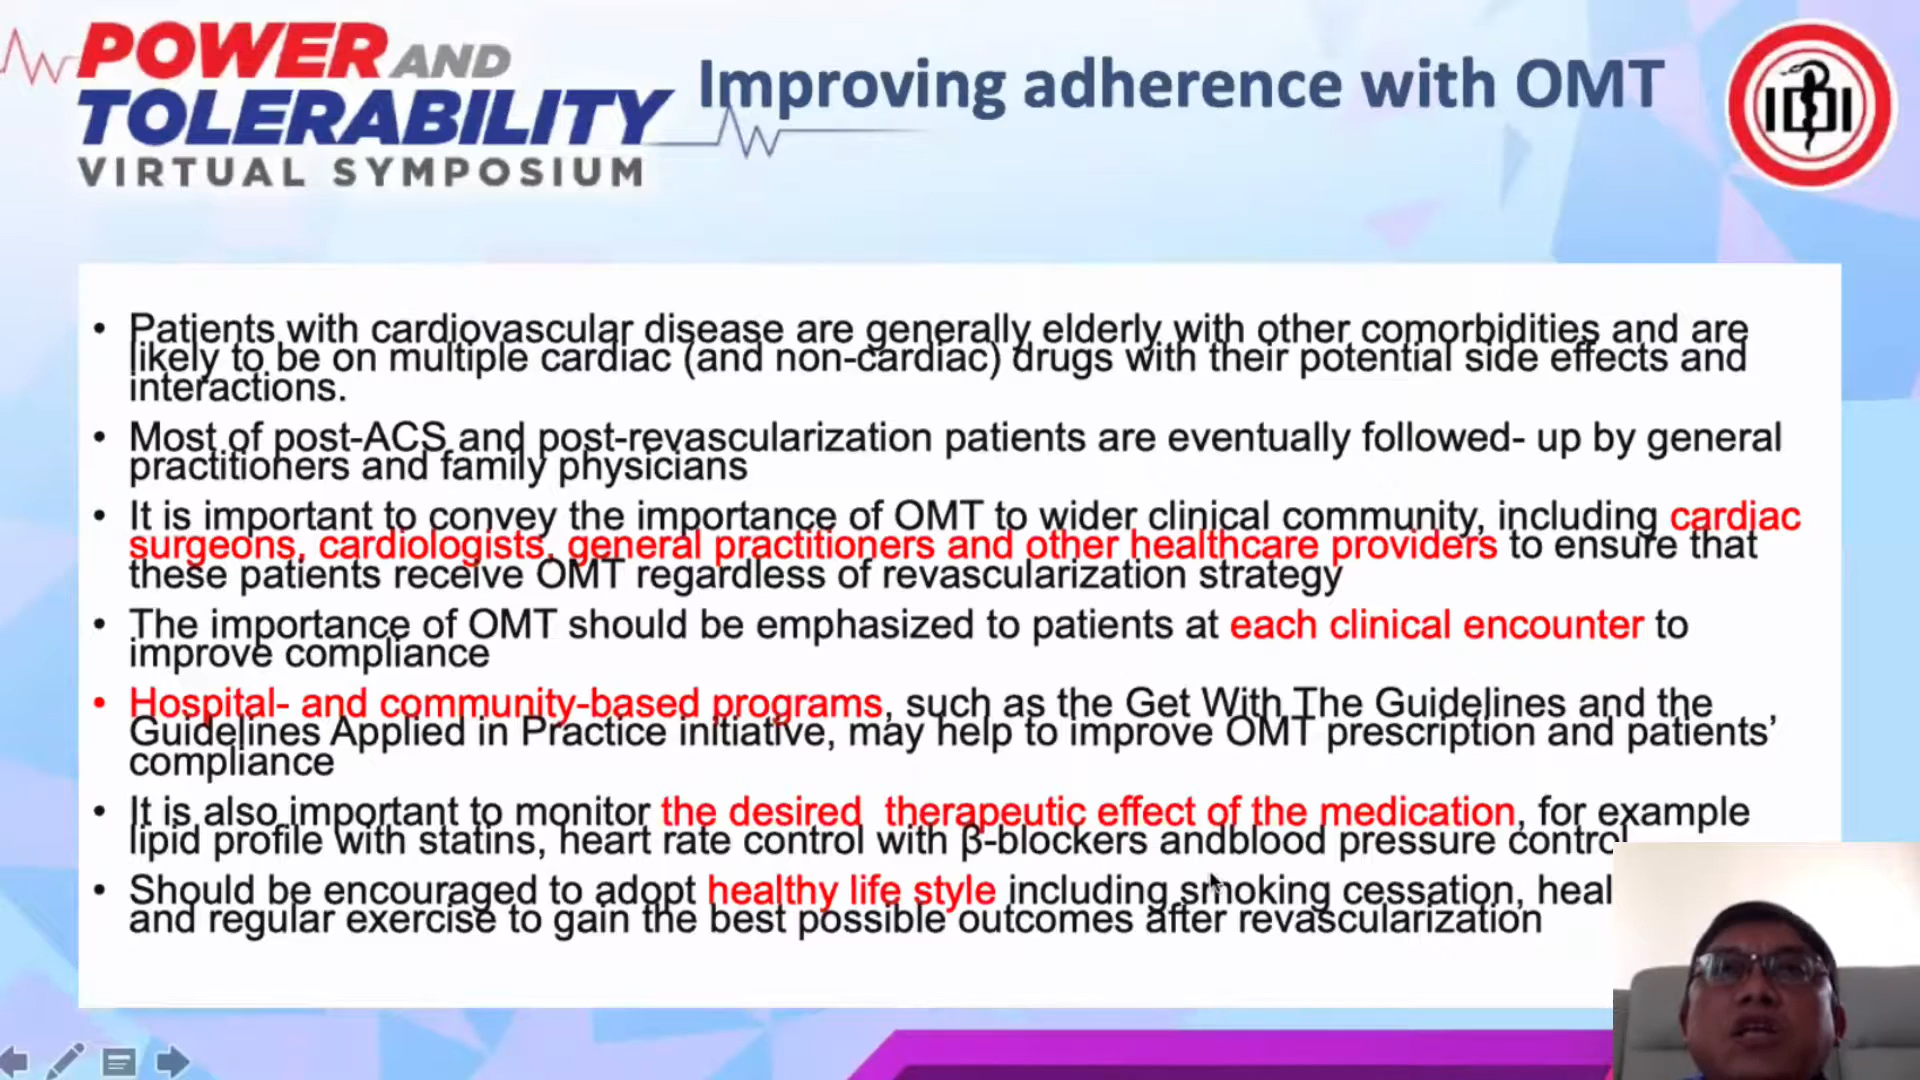 POWER AND
TOLERABILITY
VIRTUAL SYMPOSIUM
Improving adherence with OMT
IDI
• Patients with cardiovascular disease are generally elderly with other comorbidities and are
likely to be on multiple cardiac (and non-cardiac) drugs with their potential side effects and
interactions.
• Most of post-ACS and post-revascularization patients are eventually followed- up by general
practitioners and family physicians
• It is important to convey the importance of OMT to wider clinical community, including cardiac
surgeons, cardiologists, general practitioners and other healthcare providers to ensure that
these patients receive OMT regardless of revascularization strategy
• The importance of OMT should be emphasized to patients at each clinical encounter to
improve compliance
• Hospital- and community-based programs, such as the Get With The Guidelines and the
Guidelines Applied in Practice initiative, may help to improve OMT prescription and patients’
compliance
• It is also important to monitor the desired  therapeutic effect of the medication, for example
lipid profile with statins, heart rate control with β-blockers andblood pressure control
• Should be encouraged to adopt healthy life style including smoking cessation,
and regular exercise to gain the best possible outcomes after revascularization